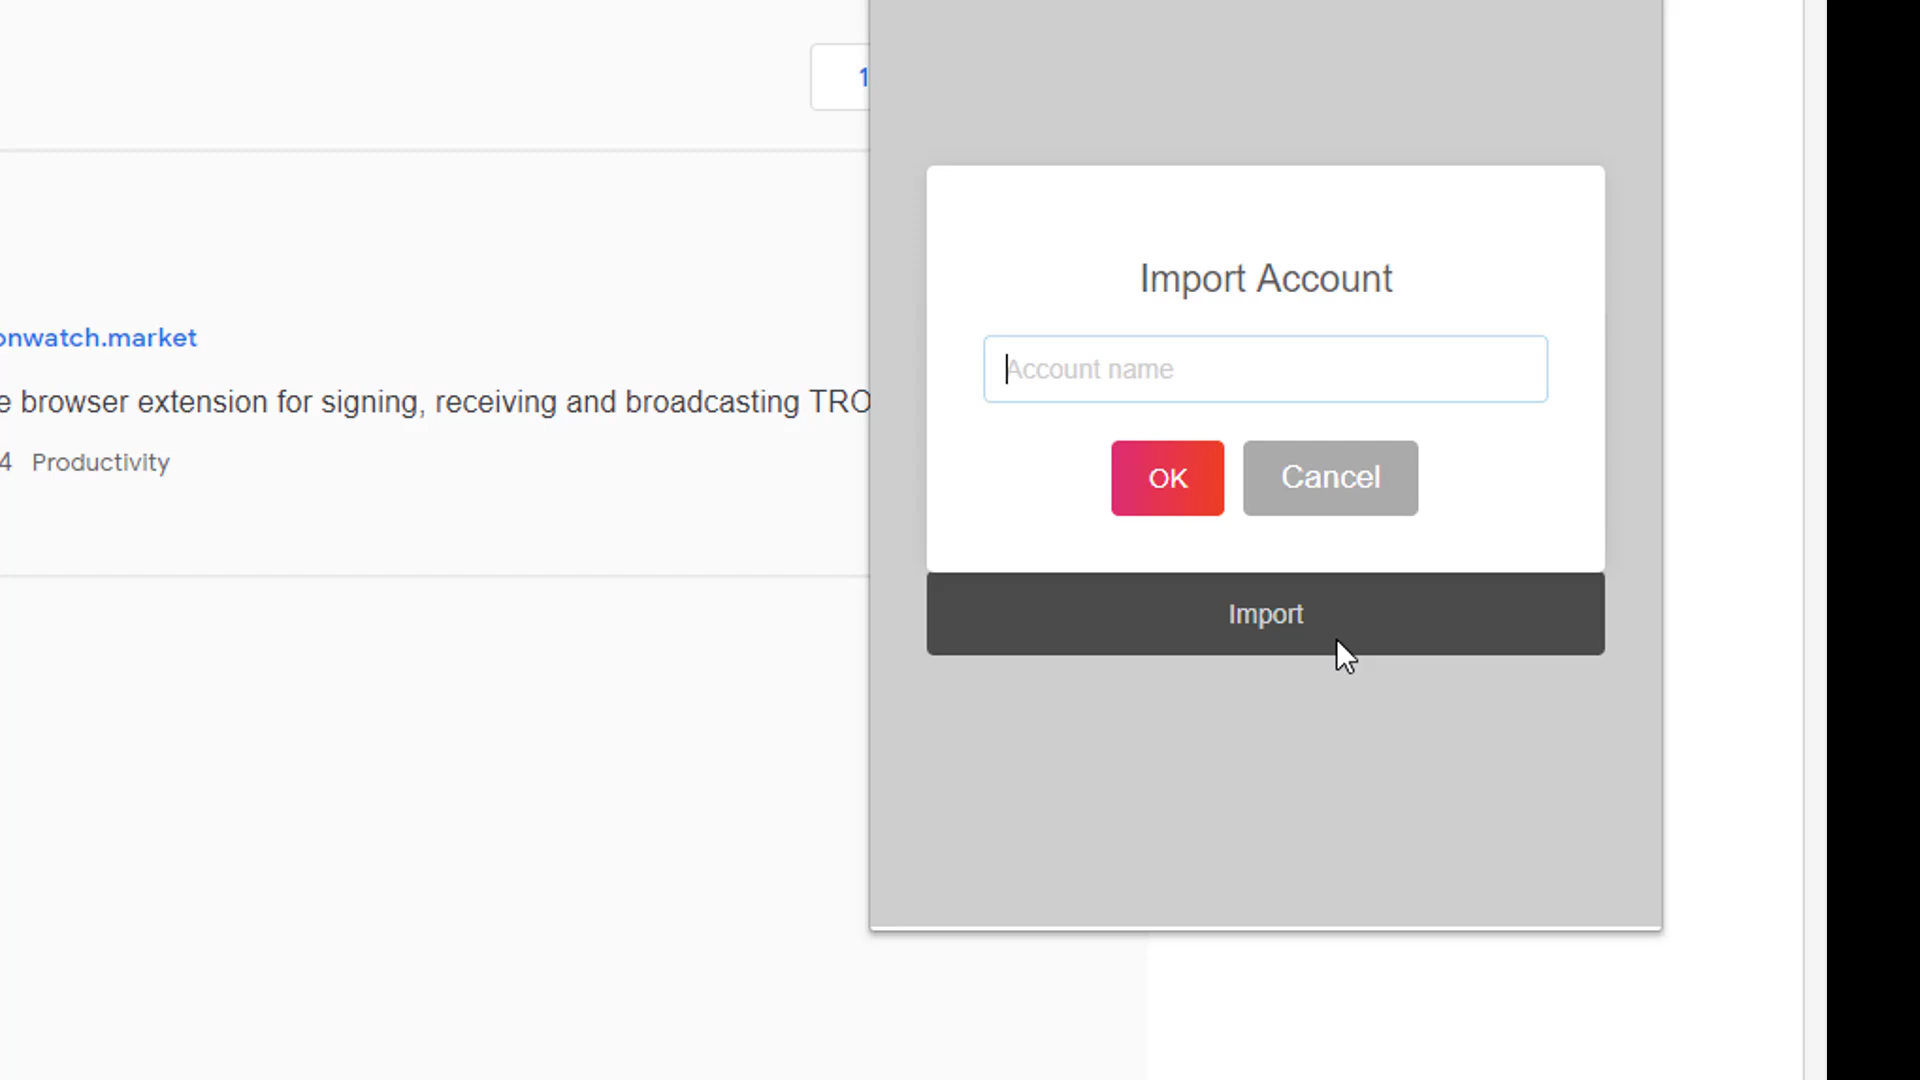 1
onwatch.market
e browser extension for signing, receiving and broadcasting TRO
4 Productivity
Import Account
Account name
OK Cancel
Import